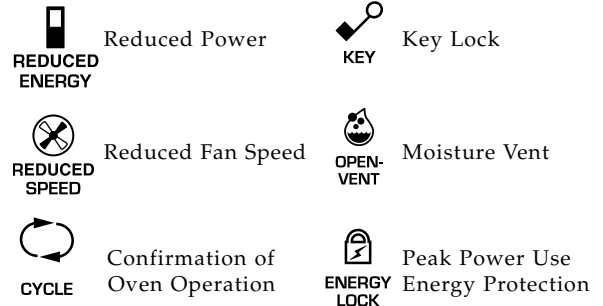 REDUCED
ENERGY
Reduced Power
KEY
Key Lock
REDUCED
SPEED
Reduced Fan Speed
OPEN-
VENT
Moisture Vent
CYCLE
Confirmation of
Oven Operation
ENERGY
LOCK
Peak Power Use
Energy Protection